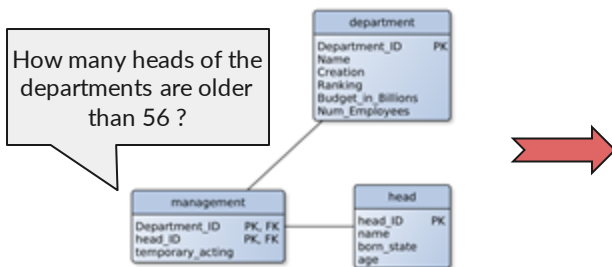 How many heads of the
departments are older
than 56 ?
department
Department_ID PK
Name
Creation
Ranking
Budget_in_Billions
Num_Employees
management
Department_ID PK, FK
head_ID PK, FK
temporary_acting
head
head_ID PK
name
born_state
age